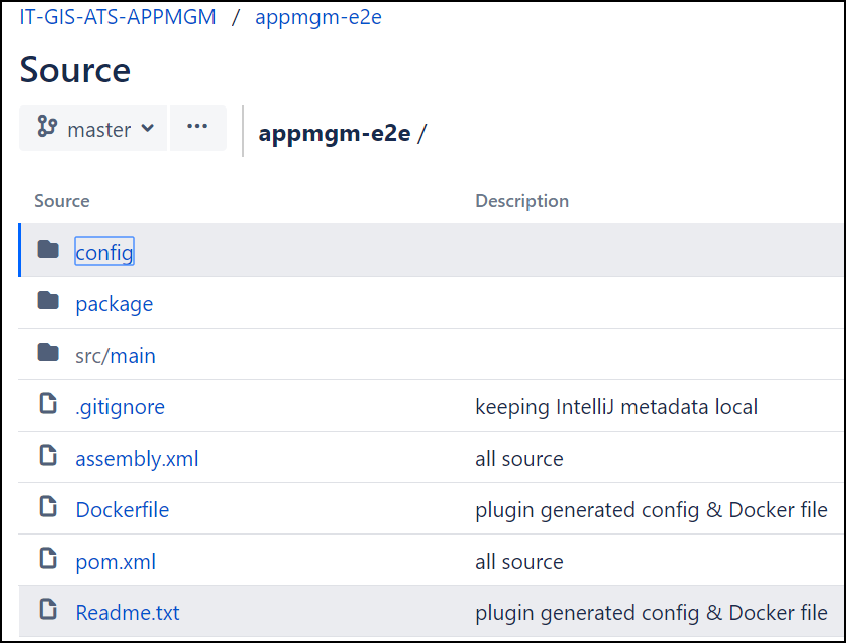 IT-GIS-ATS-APPMGM / appmgm-e2e
Source
master ••• appmgm-e2e /
Source Description
config
package
src/main
.gitignore keeping IntelliJ metadata local
assembly.xml all source
Dockerfile plugin generated config & Docker file
pom.xml all source
Readme.txt plugin generated config & Docker file